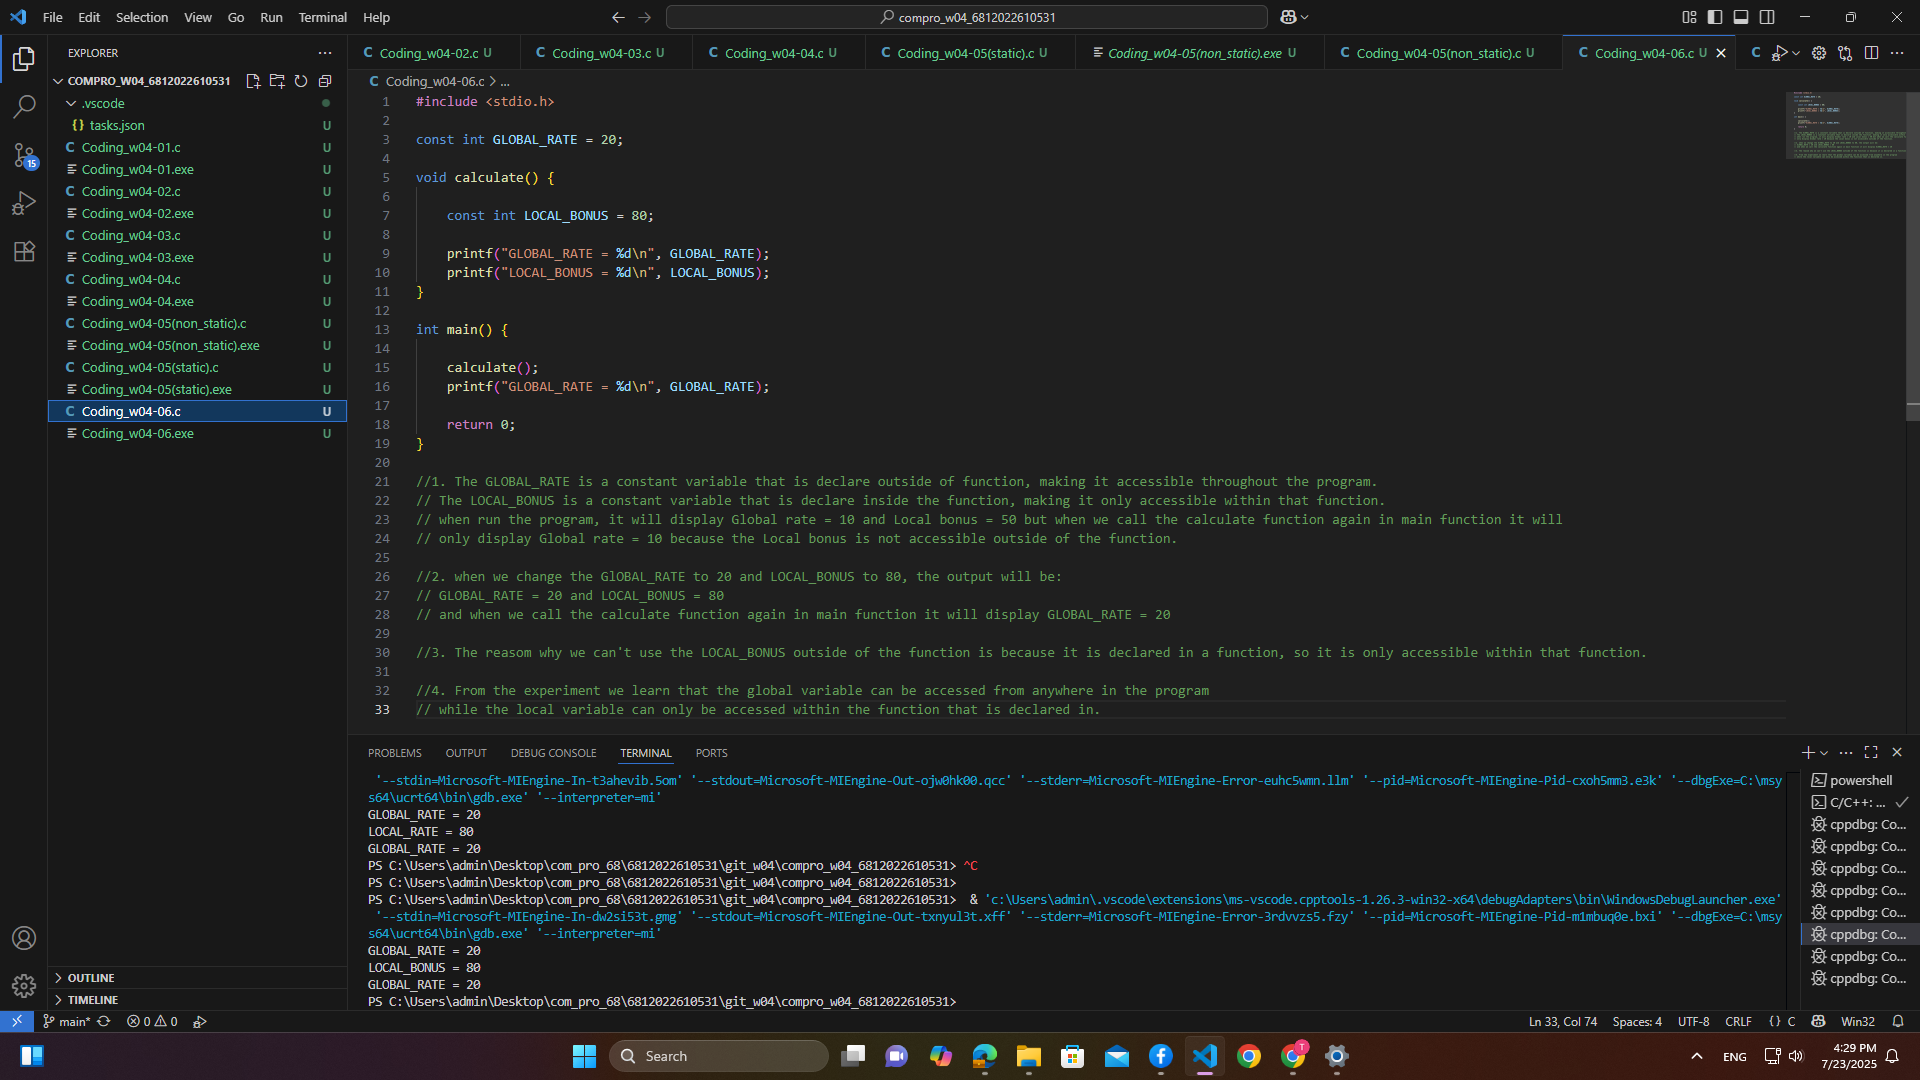 File Edit Selection View Go Run Terminal Help
compro_w04_6812022610531
EXPLORER
COMPRO_W04_6812022610531
.vscode
tasks.json U
Coding_w04-01.c U
Coding_w04-01.exe U
Coding_w04-02.c U
Coding_w04-02.exe U
Coding_w04-03.c U
Coding_w04-03.exe U
Coding_w04-04.c U
Coding_w04-04.exe U
Coding_w04-05(non_static).c U
Coding_w04-05(non_static).exe U
Coding_w04-05(static).c U
Coding_w04-05(static).exe U
Coding_w04-06.c U
Coding_w04-06.exe U
OUTLINE
TIMELINE
15
Coding_w04-02.c U Coding_w04-03.c U Coding_w04-04.c U Coding_w04-05(static).c U Coding_w04-05(non_static).exe U Coding_w04-05(non_static).c U Coding_w04-06.c U
Coding_w04-06.c > ...
1 #include <stdio.h>
2
3 const int GLOBAL_RATE = 20;
4
5 void calculate() {
6
7 const int LOCAL_BONUS = 80;
8
9 printf("GLOBAL_RATE = %d\n", GLOBAL_RATE);
10 printf("LOCAL_BONUS = %d\n", LOCAL_BONUS);
11 }
12
13 int main() {
14
15 calculate();
16 printf("GLOBAL_RATE = %d\n", GLOBAL_RATE);
17
18 return 0;
19 }
20
21 //1. The GLOBAL_RATE is a constant variable that is declare outside of function, making it accessible throughout the program.
22 // The LOCAL_BONUS is a constant variable that is declare inside the function, making it only accessible within that function.
23 // when run the program, it will display Global rate = 10 and Local bonus = 50 but when we call the calculate function again in main function it will
24 // only display Global rate = 10 because the Local bonus is not accessible outside of the function.
25
26 //2. when we change the GlOBAL_RATE to 20 and LOCAL_BONUS to 80, the output will be:
27 // GLOBAL_RATE = 20 and LOCAL_BONUS = 80
28 // and when we call the calculate function again in main function it will display GLOBAL_RATE = 20
29
30 //3. The reasom why we can't use the LOCAL_BONUS outside of the function is because it is declared in a function, so it is only accessible within that function.
31
32 //4. From the experiment we learn that the global variable can be accessed from anywhere in the program
33 // while the local variable can only be accessed within the function that is declared in.
PROBLEMS OUTPUT DEBUG CONSOLE TERMINAL PORTS
'--stdin=Microsoft-MIEngine-In-t3ahevib.5om' '--stdout=Microsoft-MIEngine-Out-ojw0hk00.qcc' '--stderr=Microsoft-MIEngine-Error-euhc5wmn.llm' '--pid=Microsoft-MIEngine-Pid-cxoh5mm3.e3k' '--dbgExe=C:\msy
s64\ucrt64\bin\gdb.exe' '--interpreter=mi'
GLOBAL_RATE = 20
LOCAL_RATE = 80
GLOBAL_RATE = 20
PS C:\Users\admin\Desktop\com_pro_68\6812022610531\git_w04\compro_w04_6812022610531> ^C
PS C:\Users\admin\Desktop\com_pro_68\6812022610531\git_w04\compro_w04_6812022610531>
PS C:\Users\admin\Desktop\com_pro_68\6812022610531\git_w04\compro_w04_6812022610531> & 'c:\Users\admin\.vscode\extensions\ms-vscode.cpptools-1.26.3-win32-x64\debugAdapters\bin\WindowsDebugLauncher.exe'
'--stdin=Microsoft-MIEngine-In-dw2si53t.gmg' '--stdout=Microsoft-MIEngine-Out-txnyul3t.xff' '--stderr=Microsoft-MIEngine-Error-3rdvvzs5.fzy' '--pid=Microsoft-MIEngine-Pid-m1mbuq0e.bxi' '--dbgExe=C:\msy
s64\ucrt64\bin\gdb.exe' '--interpreter=mi'
GLOBAL_RATE = 20
LOCAL_BONUS = 80
GLOBAL_RATE = 20
PS C:\Users\admin\Desktop\com_pro_68\6812022610531\git_w04\compro_w04_6812022610531>
powershell
C/C++: ...
cppdbg: Co...
cppdbg: Co...
cppdbg: Co...
cppdbg: Co...
cppdbg: Co...
cppdbg: Co...
cppdbg: Co...
cppdbg: Co...
main* 0 0 Ln 33, Col 74 Spaces: 4 UTF-8 CRLF {} C Win32
Search
ENG
4:29 PM
7/23/2025